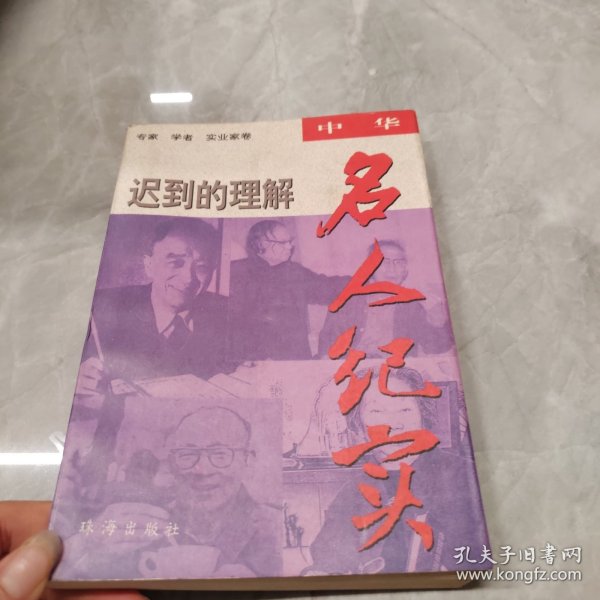 专家 学者 实业家卷
中华
名人纪实
迟到的理解
珠海出版社
孔夫子旧书网
www.kongfz.com